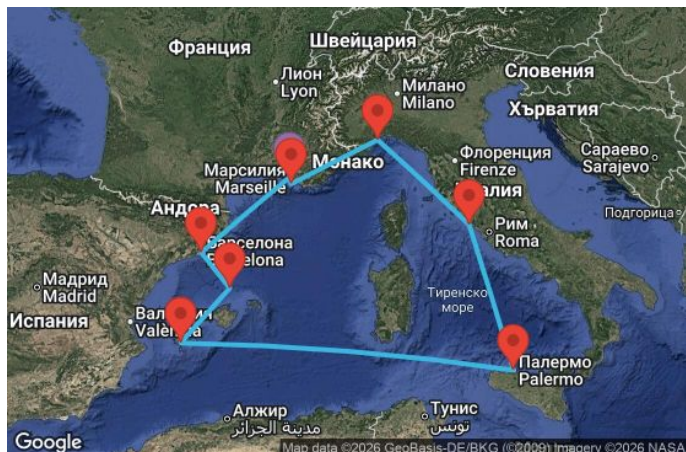 Франция
Швейцария
Лион
Lyon
Милано
Milano
Словения
Хърватия
Марсилия
Marseille
Монако
Флоренция
Firenze
Сараево
Sarajevo
Подгорица
Андора
Рим
Roma
Барселона
Мадрид
Madrid
Испания
València
Тиренско
море
Палермо
Palermo
Алжир
مدينة الجزائر
Тунис
تونس
Google
Map data ©2026 GeoBasis-DE/BKG (©2009) Imagery ©2026 NASA